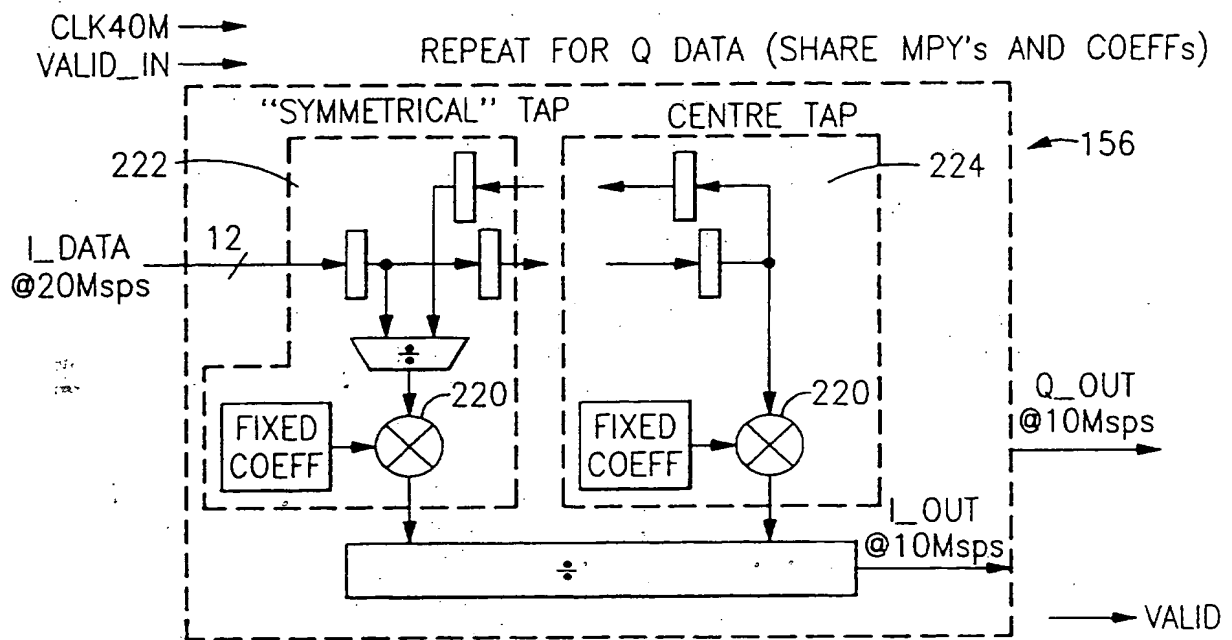 CLK40M
VALID_IN
REPEAT FOR Q DATA (SHARE MPY's AND COEFFs)
"SYMMETRICAL" TAP
CENTRE TAP
222
224
156
I_DATA
@20Msps
12
÷
220
220
FIXED
COEFF
FIXED
COEFF
Q_OUT
@10Msps
I_OUT
@10Msps
÷
VALID